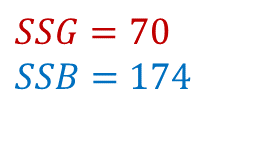 SSG = 70
SSB = 174